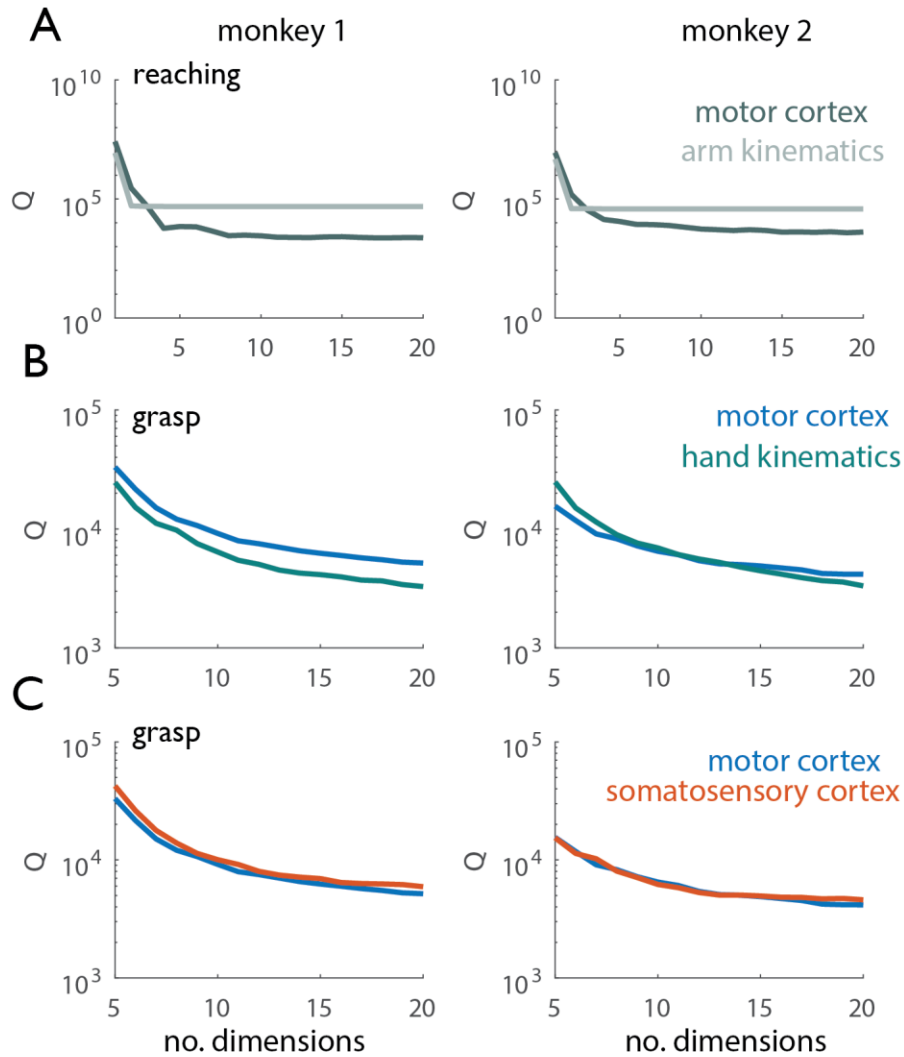 A
monkey 1
monkey 2
reaching
motor cortex
arm kinematics
Q
10^10
10^5
10^0
5
10
15
20
Q
10^10
10^5
10^0
5
10
15
20
B
grasp
motor cortex
hand kinematics
Q
10^5
10^4
10^3
5
10
15
20
Q
10^5
10^4
10^3
5
10
15
20
C
grasp
motor cortex
somatosensory cortex
Q
10^5
10^4
10^3
5
10
15
20
no. dimensions
Q
10^5
10^4
10^3
5
10
15
20
no. dimensions